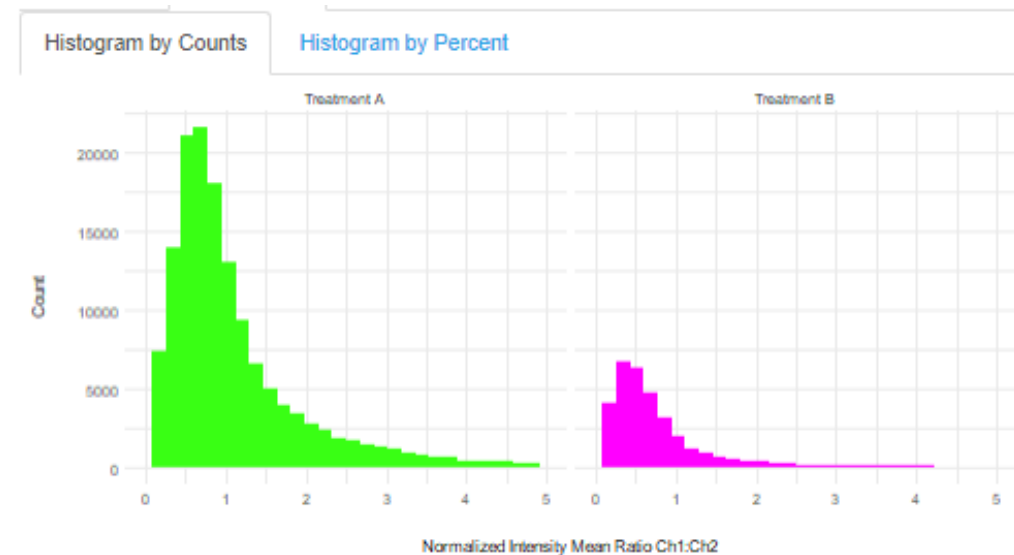 Histogram by Counts Histogram by Percent
Treatment A Treatment B
20000
15000
10000
5000
0
Count
0 1 2 3 4 5 0 1 2 3 4 5
Normalized Intensity Mean Ratio Ch1:Ch2